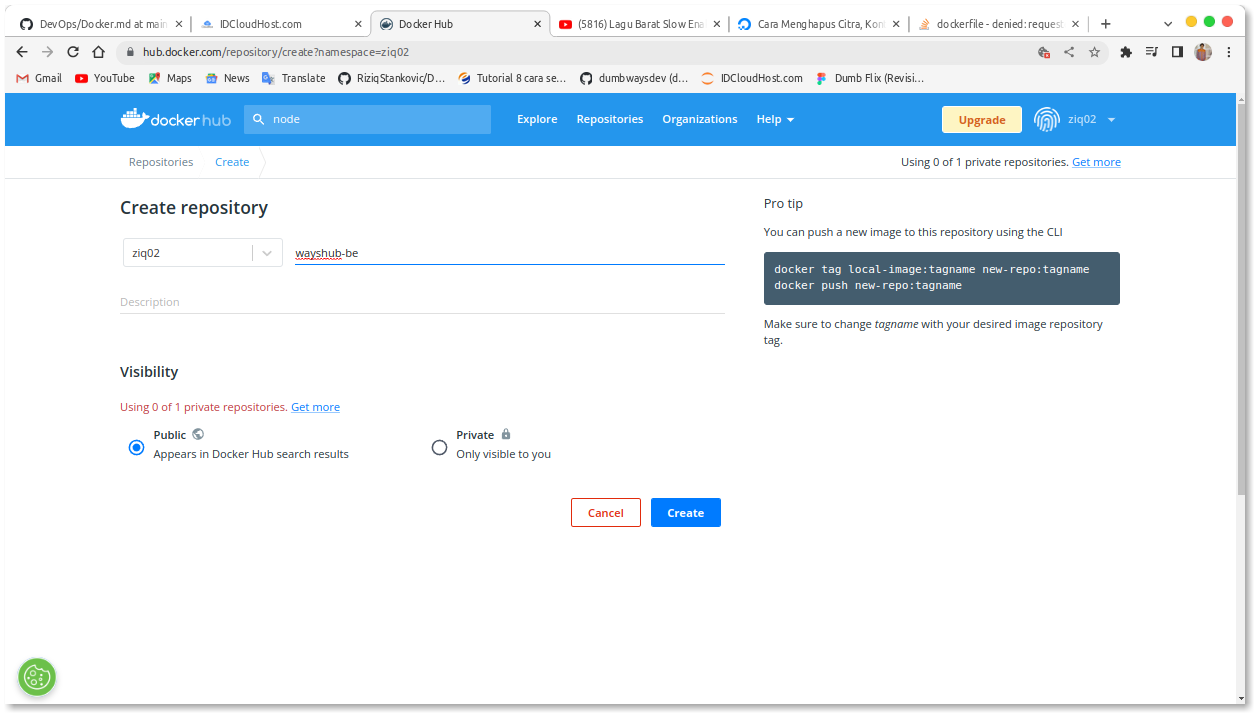 DevOps/Docker.md at main
IDCloudHost.com
Docker Hub
(5816) Lagu Barat Slow Ena
Cara Menghapus Citra, Kon
dockerfile - denied: request
hub.docker.com/repository/create?namespace=ziq02
Gmail
YouTube
Maps
News
Translate
RiziqStankovic/D...
Tutorial 8 cara se...
dumbwaysdev (d...
IDCloudHost.com
Dumb Flix (Revisi...
docker hub
node
Explore
Repositories
Organizations
Help
Upgrade
ziq02
Repositories
Create
Using 0 of 1 private repositories. Get more
Create repository
ziq02
wayshub-be
Description
Visibility
Using 0 of 1 private repositories. Get more
Public
Appears in Docker Hub search results
Private
Only visible to you
Cancel
Create
Pro tip
You can push a new image to this repository using the CLI
docker tag local-image:tagname new-repo:tagname
docker push new-repo:tagname
Make sure to change tagname with your desired image repository
tag.